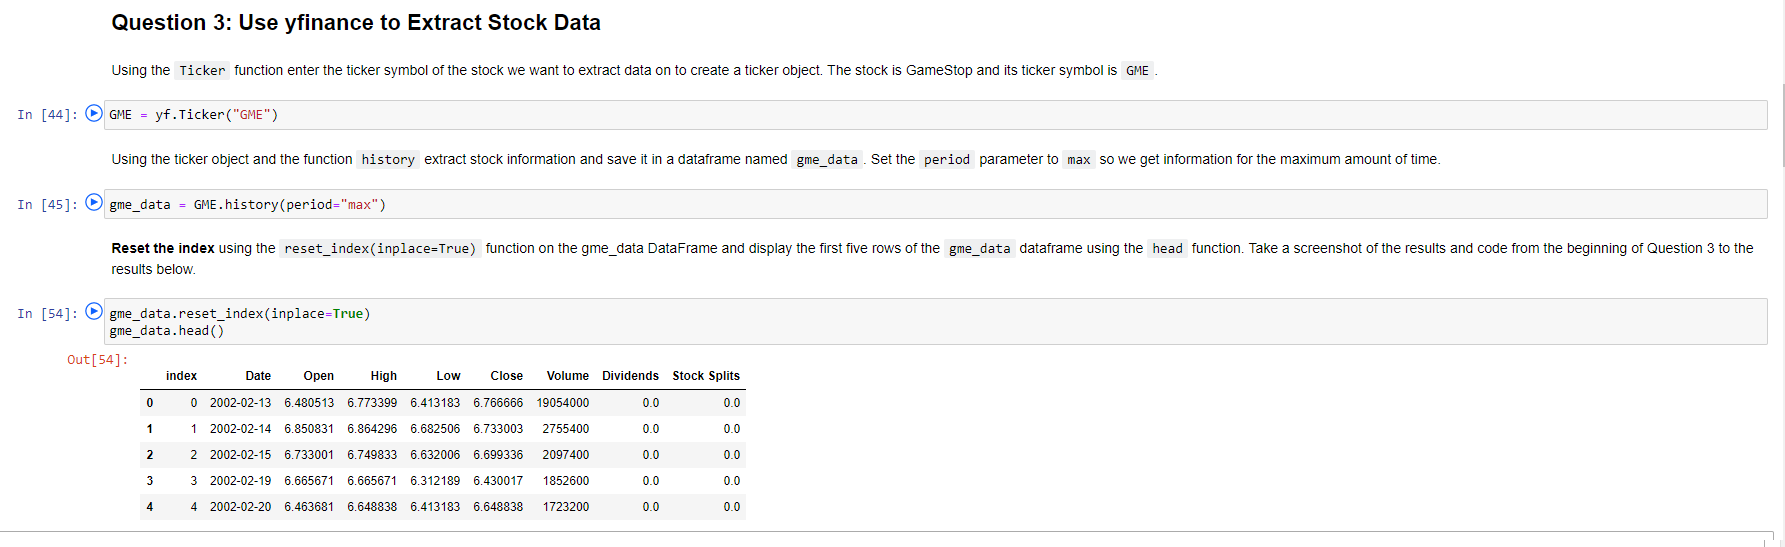 Question 3: Use yfinance to Extract Stock Data
Using the Ticker function enter the ticker symbol of the stock we want to extract data on to create a ticker object. The stock is GameStop and its ticker symbol is GME .
In [44]: GME = yf.Ticker("GME")
Using the ticker object and the function history extract stock information and save it in a dataframe named gme_data . Set the period parameter to max so we get information for the maximum amount of time.
In [45]: gme_data = GME.history(period="max")
Reset the index using the reset_index(inplace=True) function on the gme_data DataFrame and display the first five rows of the gme_data dataframe using the head function. Take a screenshot of the results and code from the beginning of Question 3 to the
results below.
In [54]: gme_data.reset_index(inplace=True)
gme_data.head()
Out[54]:
index Date Open High Low Close Volume Dividends Stock Splits
0 0 2002-02-13 6.480513 6.773399 6.413183 6.766666 19054000 0.0 0.0
1 1 2002-02-14 6.850831 6.864296 6.682506 6.733003 2755400 0.0 0.0
2 2 2002-02-15 6.733001 6.749833 6.632006 6.699336 2097400 0.0 0.0
3 3 2002-02-19 6.665671 6.665671 6.312189 6.430017 1852600 0.0 0.0
4 4 2002-02-20 6.463681 6.648838 6.413183 6.648838 1723200 0.0 0.0